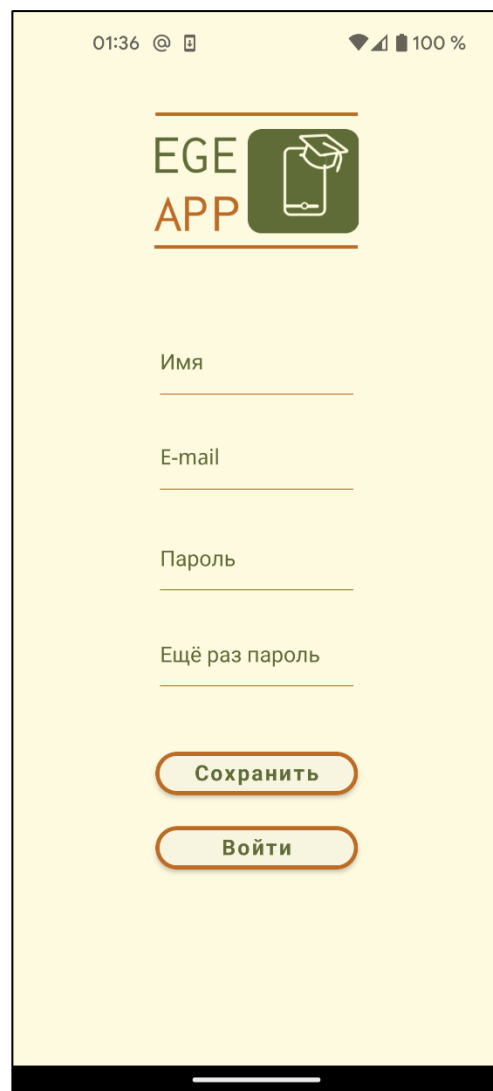 01:36 @ 100 %
EGE
APP
Имя
E-mail
Пароль
Ещё раз пароль
Сохранить
Войти